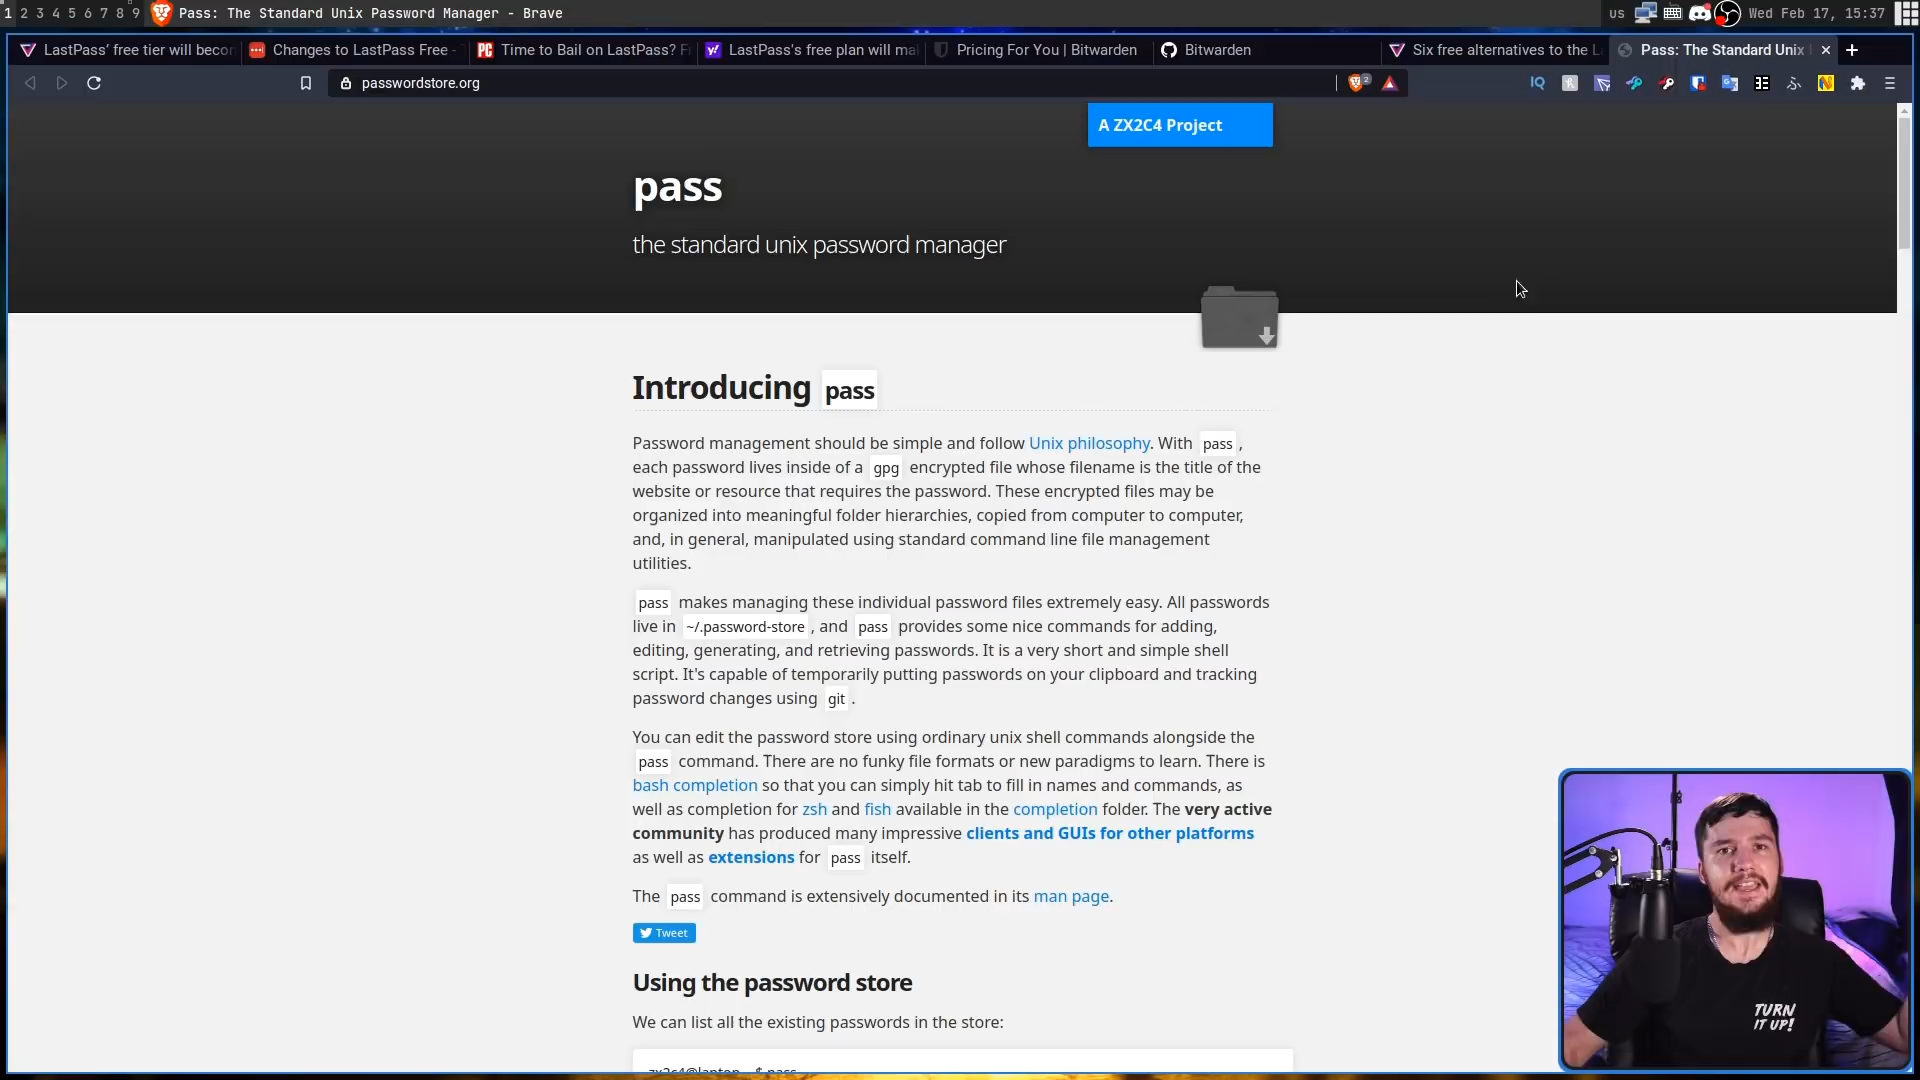 1 2 3 4 5 6 7 8 9 Pass: The Standard Unix Password Manager - Brave us Wed Feb 17, 15:37
LastPass’ free tier will becor Changes to LastPass Free - Time to Bail on LastPass? F LastPass's free plan will ma Pricing For You | Bitwarden Bitwarden Six free alternatives to the L Pass: The Standard Unix
passwordstore.org 2
A ZX2C4 Project
pass
the standard unix password manager
Introducing pass
Password management should be simple and follow Unix philosophy. With pass ,
each password lives inside of a gpg encrypted file whose filename is the title of the
website or resource that requires the password. These encrypted files may be
organized into meaningful folder hierarchies, copied from computer to computer,
and, in general, manipulated using standard command line file management
utilities.
pass makes managing these individual password files extremely easy. All passwords
live in ~/.password-store , and pass provides some nice commands for adding,
editing, generating, and retrieving passwords. It is a very short and simple shell
script. It's capable of temporarily putting passwords on your clipboard and tracking
password changes using git .
You can edit the password store using ordinary unix shell commands alongside the
pass command. There are no funky file formats or new paradigms to learn. There is
bash completion so that you can simply hit tab to fill in names and commands, as
well as completion for zsh and fish available in the completion folder. The very active
community has produced many impressive clients and GUIs for other platforms
as well as extensions for pass itself.
The pass command is extensively documented in its man page.
Tweet
Using the password store
We can list all the existing passwords in the store:
zx2c4@laptop ~ $ pass
TURN
IT UP!